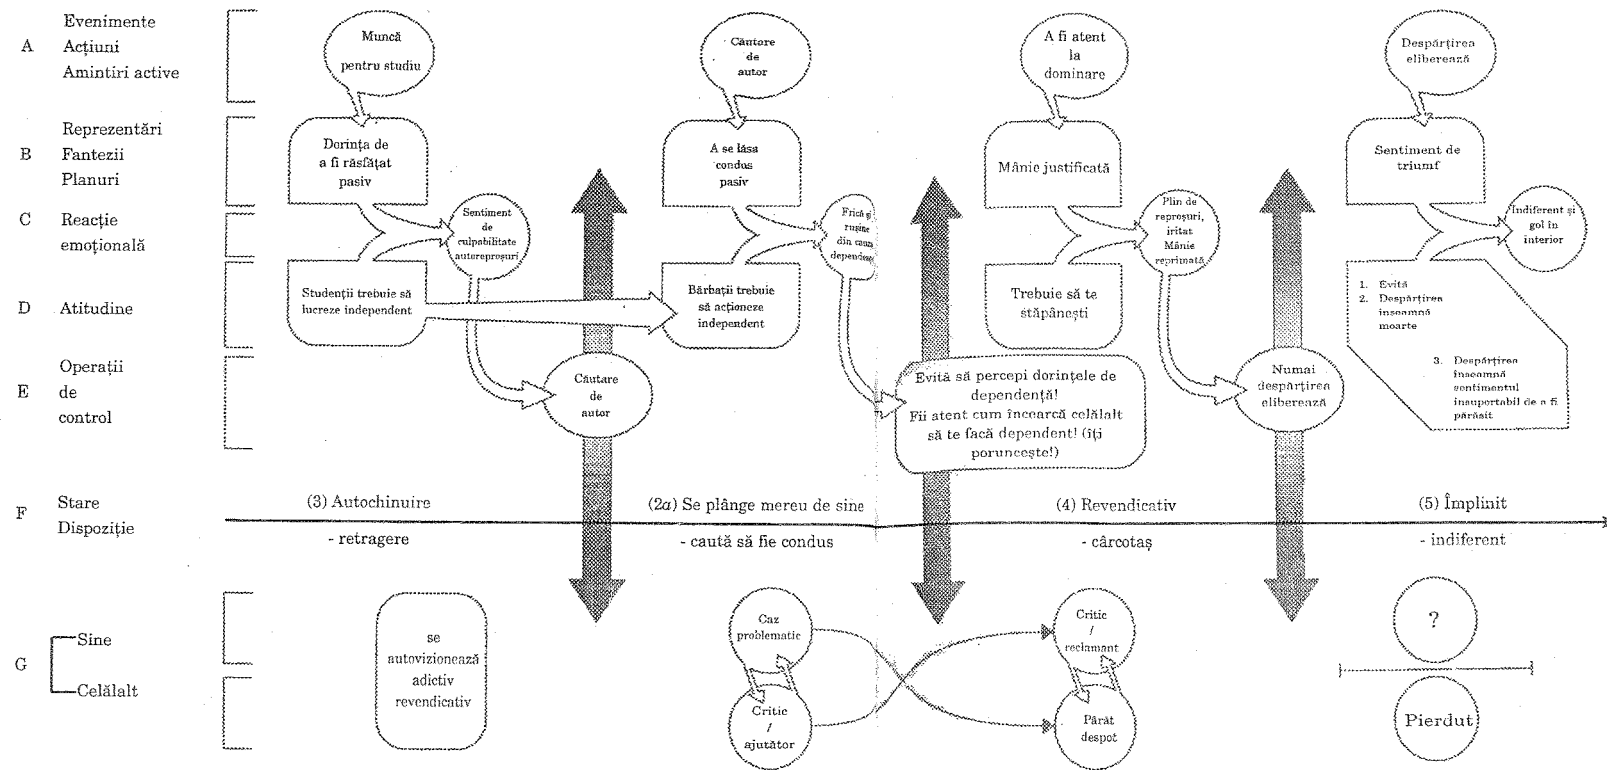 A
Evenimente
Acțiuni
Amintiri active
Muncă
pentru studiu
Căutare
de
autor
A fi atent
la
dominare
Despărțirea
eliberează
B
Reprezentări
Fantezii
Planuri
Dorința de
a fi răsfățat
pasiv
A se lăsa
condus
pasiv
Mânie justificată
Sentiment de
triumf
C
Reacție
emoțională
Sentiment
de
culpabilitate
autoreproșuri
Frică și
rușine
din cauza
dependenței
Plin de
reproșuri,
iritat
Mânie
reprimată
Indiferent și
gol în
interior
D
Atitudine
Studenții trebuie să
lucreze independent
Bărbații trebuie
să acționeze
independent
Trebuie să te
stăpânești
1. Evită
2. Despărțirea
înseamnă
moarte
3. Despărțirea
înseamnă
sentimentul
insuportabil de a fi
părăsit
E
Operații
de
control
Căutare
de
autor
Evită să percepi dorințele de
dependență!
Fii atent cum încearcă celălalt
să te facă dependent! (îți
poruncește!)
Numai
despărțirea
eliberează
F
Stare
Dispoziție
(3) Autochinuire
- retragere
(2a) Se plânge mereu de sine
- caută să fie condus
(4) Revendicativ
- cârcotaș
(5) Împlinit
- indiferent
G
Sine
Celălalt
se
autovizionează
adictiv
revendicativ
Caz
problematic
Critic
/
ajutător
Critic
/
reclamant
Pârât
despot
?
Pierdut